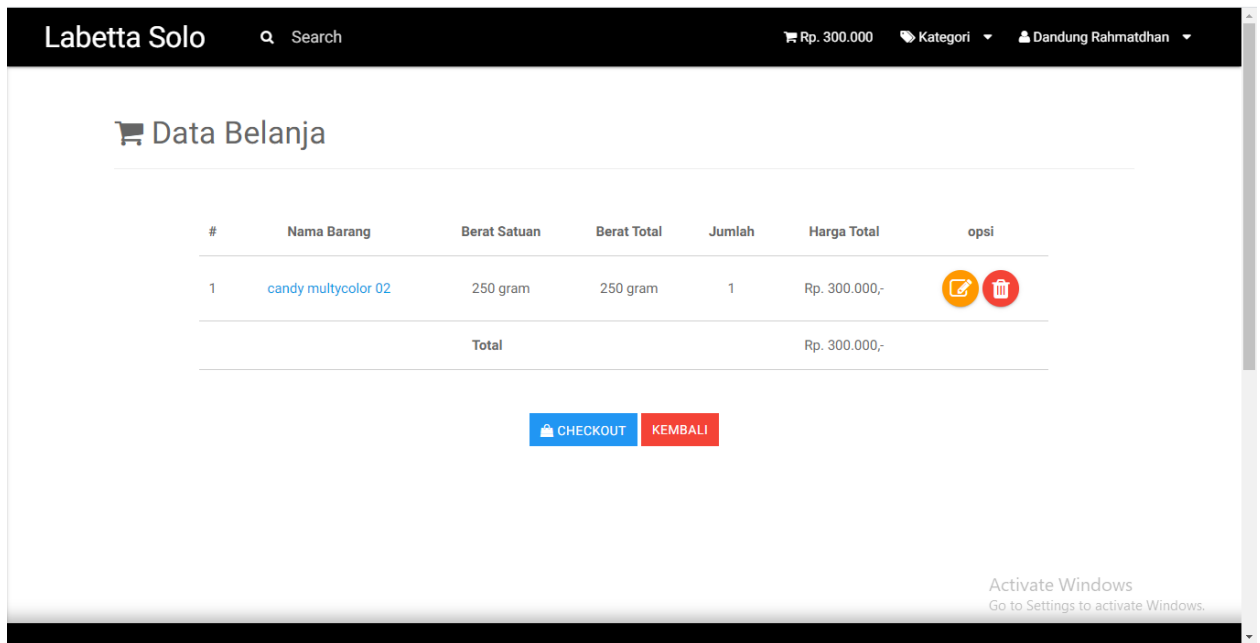 Labetta Solo Search Rp. 300.000 Kategori Dandung Rahmatdhan
Data Belanja
# Nama Barang Berat Satuan Berat Total Jumlah Harga Total opsi
1 candy multycolor 02 250 gram 250 gram 1 Rp. 300.000,-
Total Rp. 300.000,-
CHECKOUT KEMBALI
Activate Windows
Go to Settings to activate Windows.